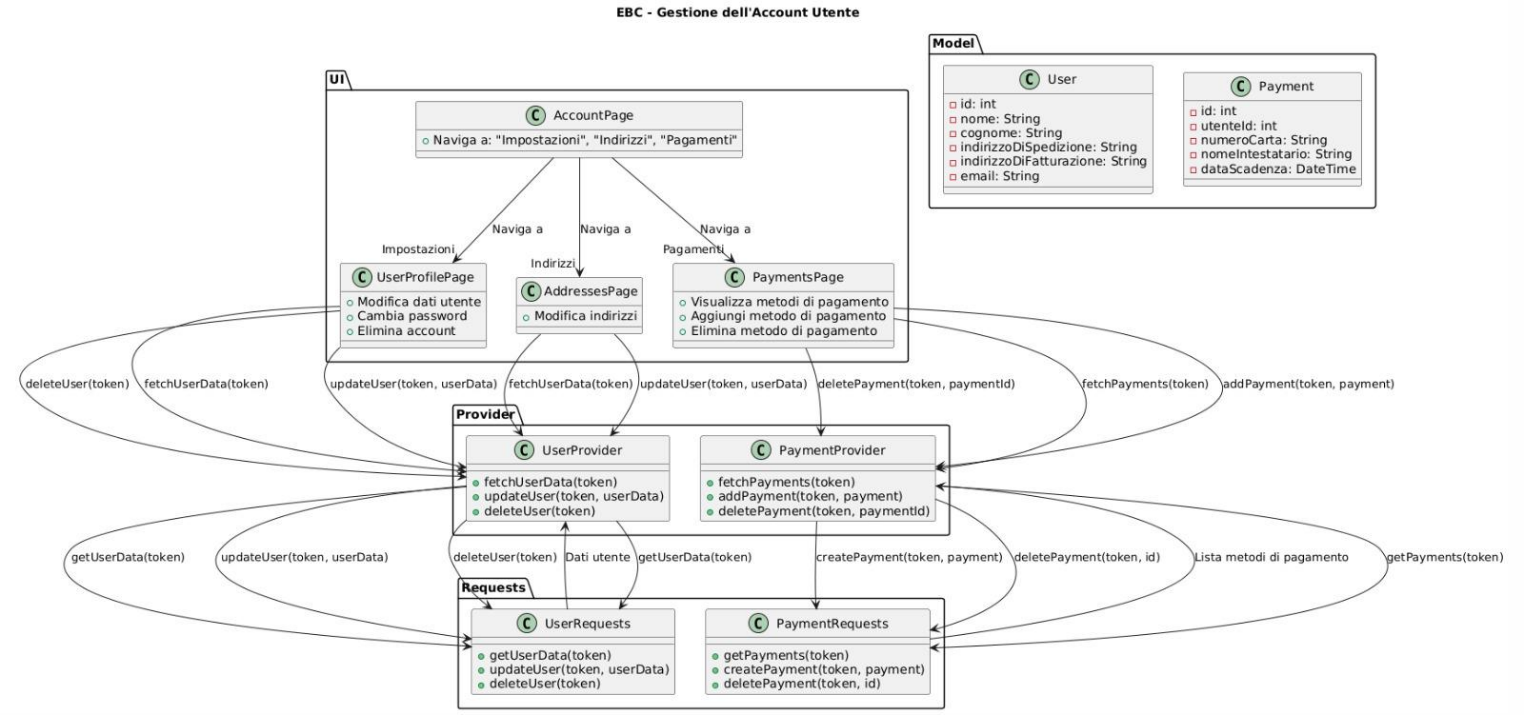 EBC - Gestione dell'Account Utente
Model
C User
id: int
nome: String
cognome: String
indirizzoDiSpedizione: String
indirizzoDiFatturazione: String
email: String
C Payment
id: int
utenteId: int
numeroCarta: String
nomeIntestatario: String
dataScadenza: DateTime
UI
C AccountPage
Naviga a: "Impostazioni", "Indirizzi", "Pagamenti"
Naviga a
Naviga a
Naviga a
Impostazioni
Indirizzi
Pagamenti
C UserProfilePage
Modifica dati utente
Cambia password
Elimina account
C AddressesPage
Modifica indirizzi
C PaymentsPage
Visualizza metodi di pagamento
Aggiungi metodo di pagamento
Elimina metodo di pagamento
deleteUser(token)
fetchUserData(token)
updateUser(token, userData)
fetchUserData(token)
updateUser(token, userData)
deletePayment(token, paymentId)
fetchPayments(token)
addPayment(token, payment)
Provider
C UserProvider
fetchUserData(token)
updateUser(token, userData)
deleteUser(token)
C PaymentProvider
fetchPayments(token)
addPayment(token, payment)
deletePayment(token, paymentId)
getUserData(token)
updateUser(token, userData)
deleteUser(token)
Dati utente
getUserData(token)
createPayment(token, payment)
deletePayment(token, id)
Lista metodi di pagamento
getPayments(token)
Requests
C UserRequests
getUserData(token)
updateUser(token, userData)
deleteUser(token)
C PaymentRequests
getPayments(token)
createPayment(token, payment)
deletePayment(token, id)